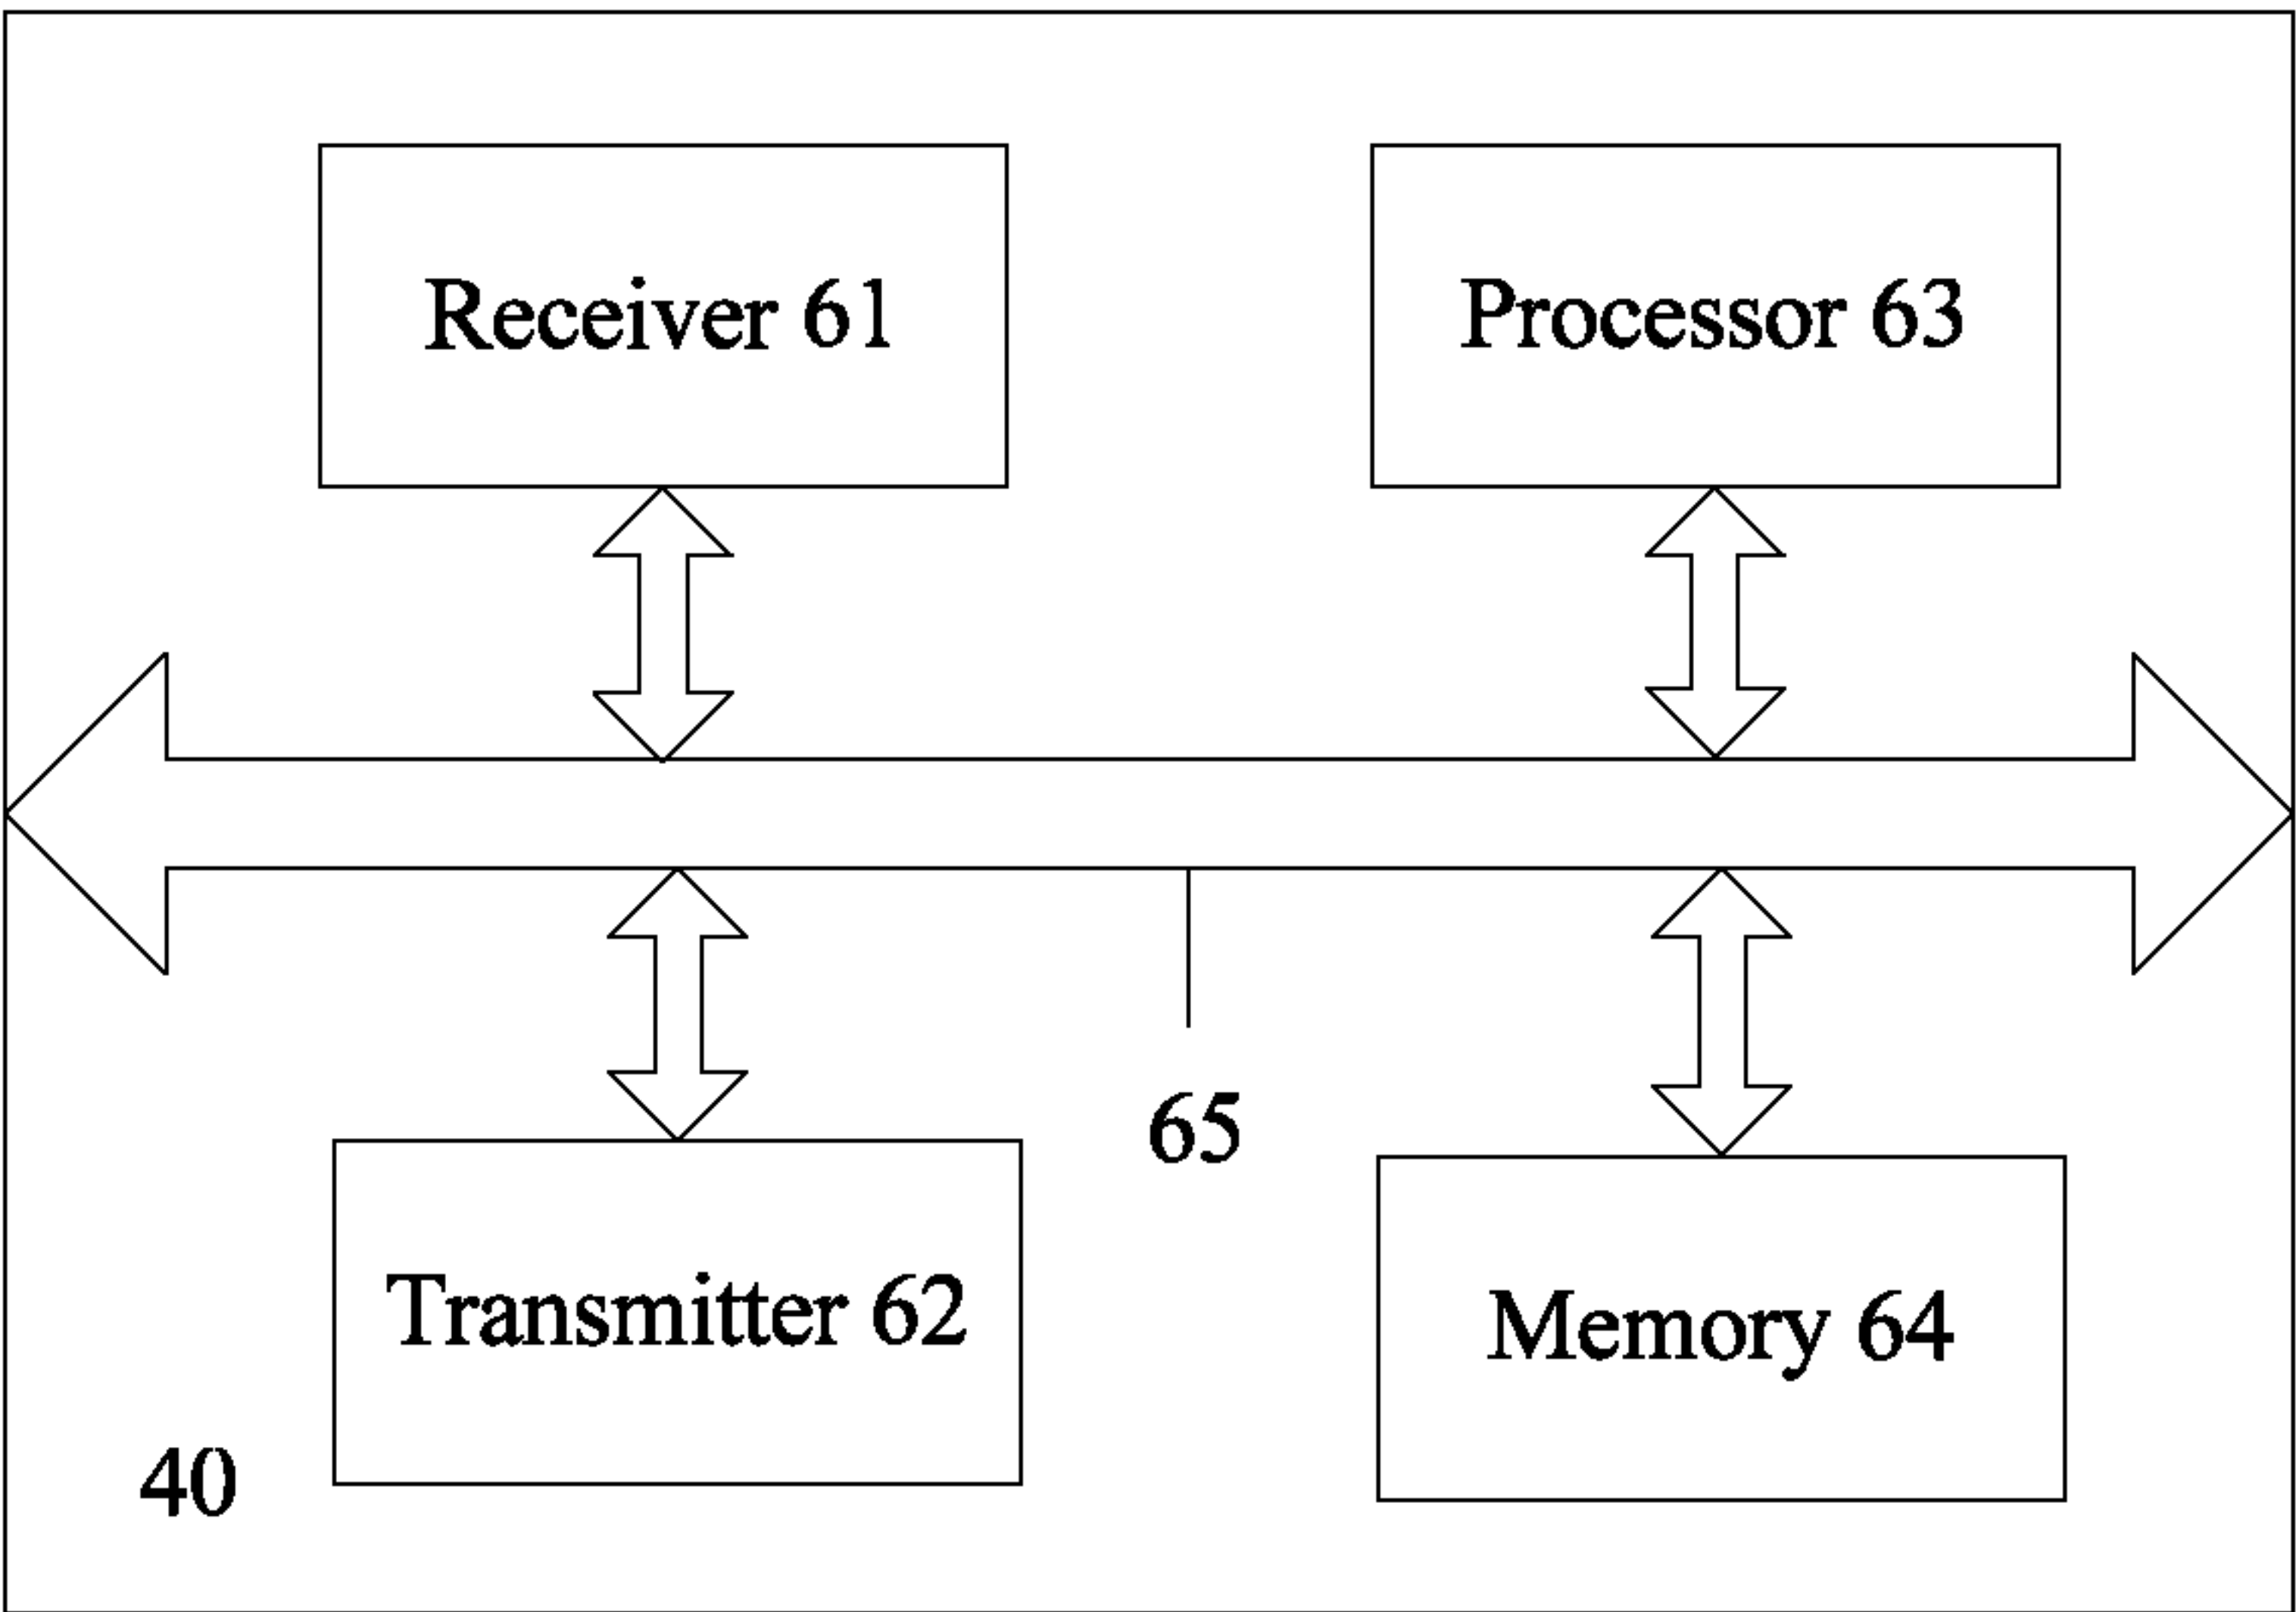 Receiver 61
Processor 63
65
Transmitter 62
Memory 64
40